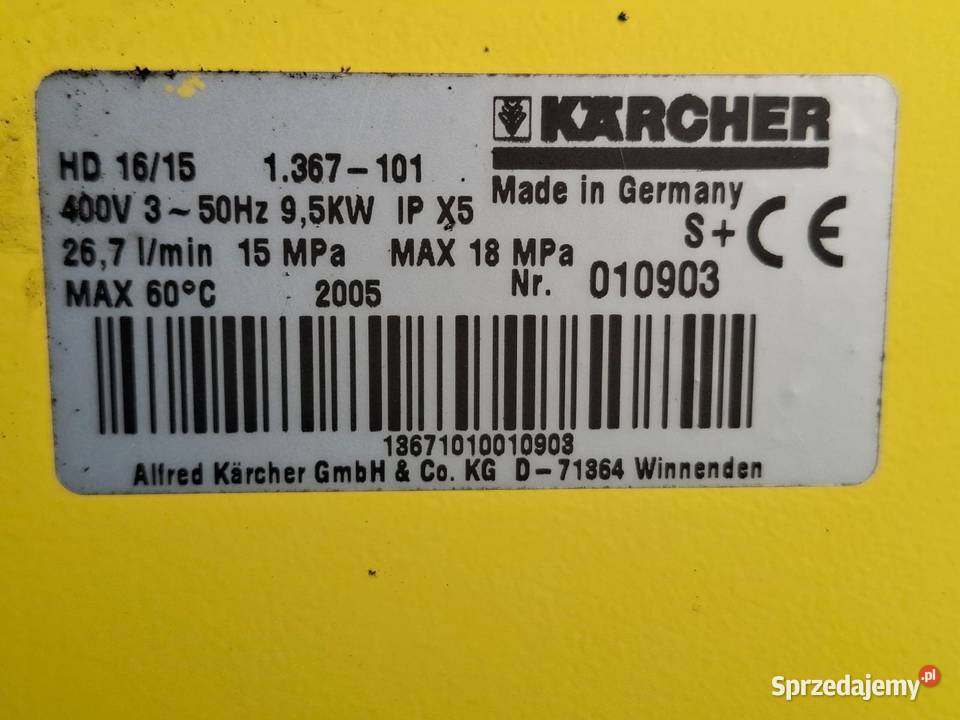 KÄRCHER
HD 16/15 1.367-101
Made in Germany
400V 3~50Hz 9,5KW IP X5
S+ CE
26,7 l/min 15 MPa MAX 18 MPa
Nr. 010903
MAX 60°C 2005
13671010010903
Alfred Kärcher GmbH & Co. KG D-71364 Winnenden
Sprzedajemy.pl